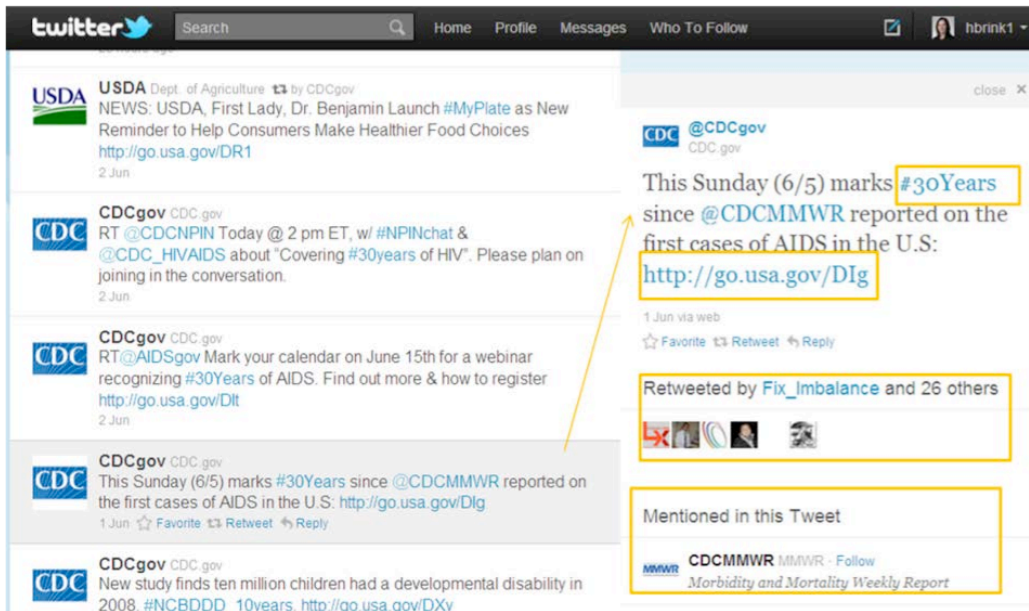 twitter Search Home Profile Messages Who To Follow hbrink1
USDA
USDA Dept. of Agriculture by CDCgov
NEWS: USDA, First Lady, Dr. Benjamin Launch #MyPlate as New
Reminder to Help Consumers Make Healthier Food Choices
http://go.usa.gov/DR1
2 Jun
CDC
CDCgov CDC.gov
RT @CDCNPIN Today @ 2 pm ET, w/ #NPINchat &
@CDC_HIVAIDS about “Covering #30years of HIV”. Please plan on
joining in the conversation.
2 Jun
CDC
CDCgov CDC.gov
RT@AIDSgov Mark your calendar on June 15th for a webinar
recognizing #30Years of AIDS. Find out more & how to register
http://go.usa.gov/DIt
2 Jun
CDC
CDCgov CDC.gov
This Sunday (6/5) marks #30Years since @CDCMMWR reported on
the first cases of AIDS in the U.S: http://go.usa.gov/DIg
1 Jun Favorite Retweet Reply
CDC
CDCgov CDC.gov
New study finds ten million children had a developmental disability in
2008. #NCBDDD_10years. http://go.usa.gov/DXv
close X
CDC
@CDCgov
CDC.gov
This Sunday (6/5) marks #30Years
since @CDCMMWR reported on the
first cases of AIDS in the U.S:
http://go.usa.gov/DIg
1 Jun via web
Favorite Retweet Reply
Retweeted by Fix_Imbalance and 26 others
Mentioned in this Tweet
MMWR
CDCMMWR MMWR · Follow
Morbidity and Mortality Weekly Report